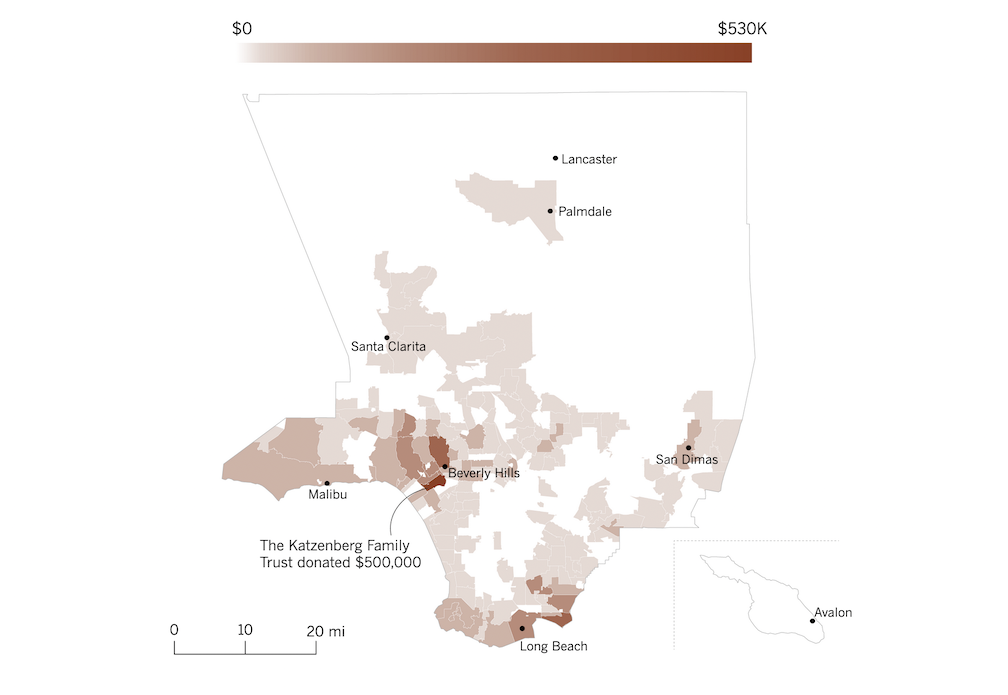 $0
$530K
Lancaster
Palmdale
Santa Clarita
San Dimas
Beverly Hills
Malibu
The Katzenberg Family
Trust donated $500,000
Avalon
0
10
20 mi
Long Beach